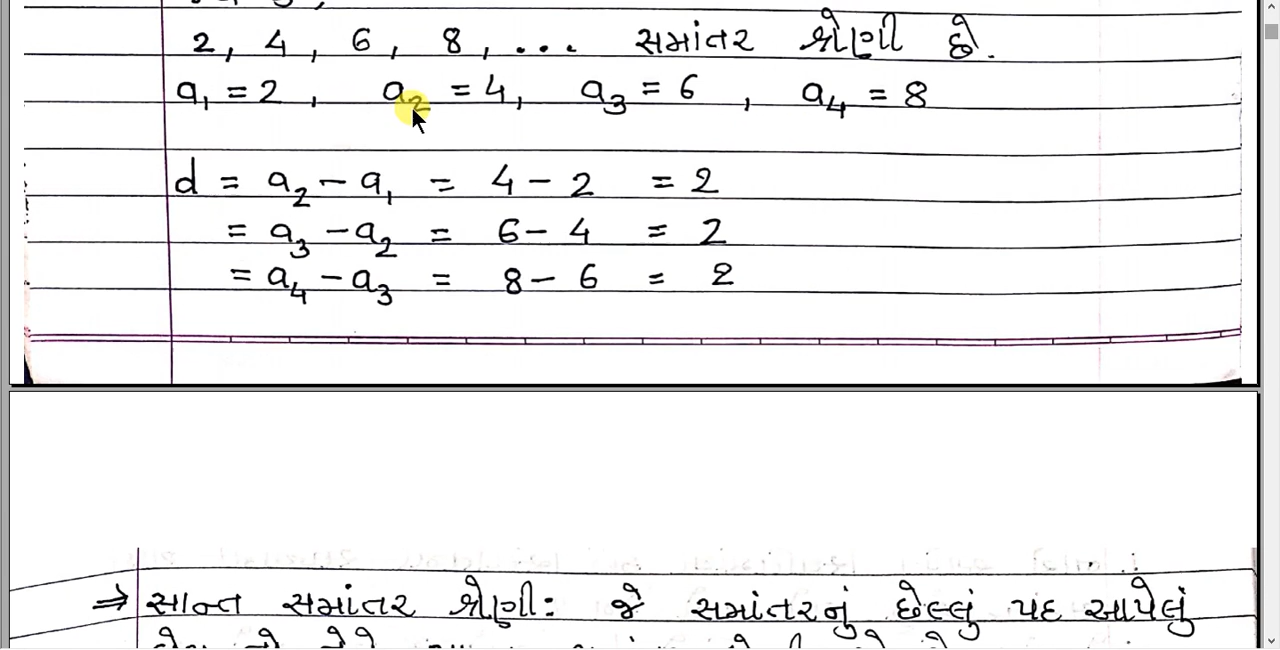 2, 4, 6, 8, ... સમાંતર શ્રેણી છે.
a₁ = 2, a₂ = 4, a₃ = 6, a₄ = 8
d = a₂ - a₁ = 4 - 2 = 2
= a₃ - a₂ = 6 - 4 = 2
= a₄ - a₃ = 8 - 6 = 2
⇒ સાન્ત સમાંતર શ્રેણી: જે સમાંતરનું છેલ્લું પદ આપેલું